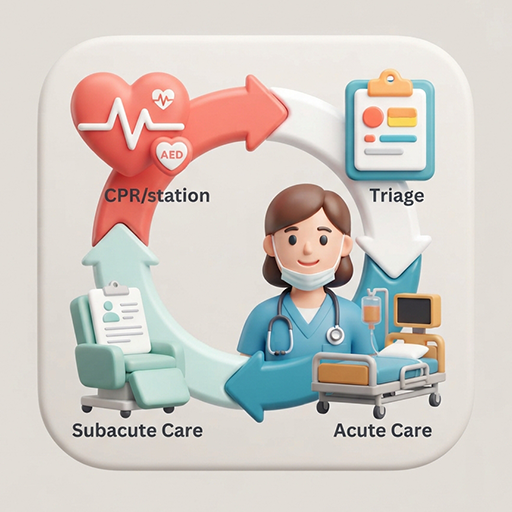 AED
CPR/station
Triage
Subacute Care
Acute Care